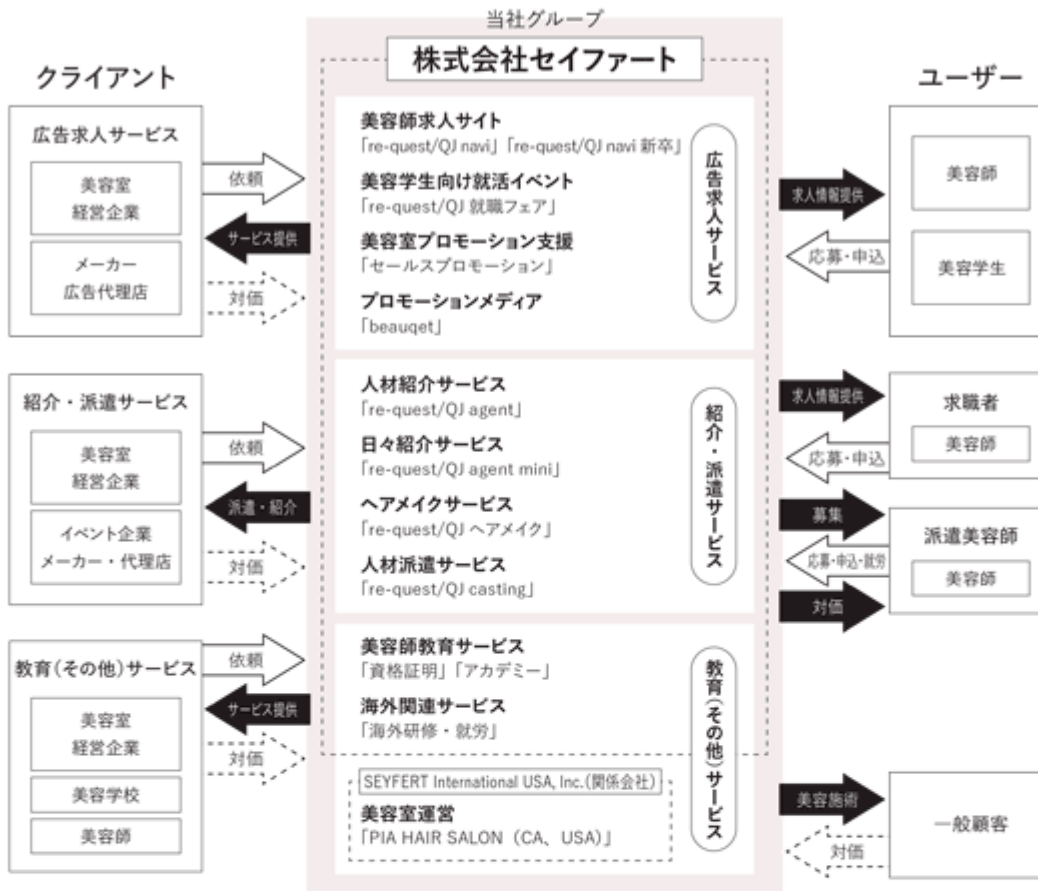 当社グループ
株式会社セイファート
クライアント
ユーザー
広告求人サービス
美容室
経営企業
メーカー
広告代理店
依頼
サービス提供
対価
美容師求人サイト
「re-quest/QJ navi」「re-quest/QJ navi 新卒」
美容学生向け就活イベント
「re-quest/QJ 就職フェア」
美容室プロモーション支援
「セールスプロモーション」
プロモーションメディア
「beauqet」
広告求人サービス
求人情報提供
応募・申込
美容師
美容学生
紹介・派遣サービス
美容室
経営企業
イベント企業
メーカー・代理店
依頼
派遣・紹介
対価
人材紹介サービス
「re-quest/QJ agent」
日々紹介サービス
「re-quest/QJ agent mini」
ヘアメイクサービス
「re-quest/QJ ヘアメイク」
人材派遣サービス
「re-quest/QJ casting」
紹介・派遣サービス
求人情報提供
応募・申込
募集
応募・申込・就労
対価
求職者
美容師
派遣美容師
美容師
教育(その他)サービス
美容室
経営企業
美容学校
美容師
依頼
サービス提供
対価
美容師教育サービス
「資格証明」「アカデミー」
海外関連サービス
「海外研修・就労」
SEYFERT International USA, Inc.(関係会社)
美容室運営
「PIA HAIR SALON（CA、USA）」
教育(その他)サービス
美容施術
対価
一般顧客